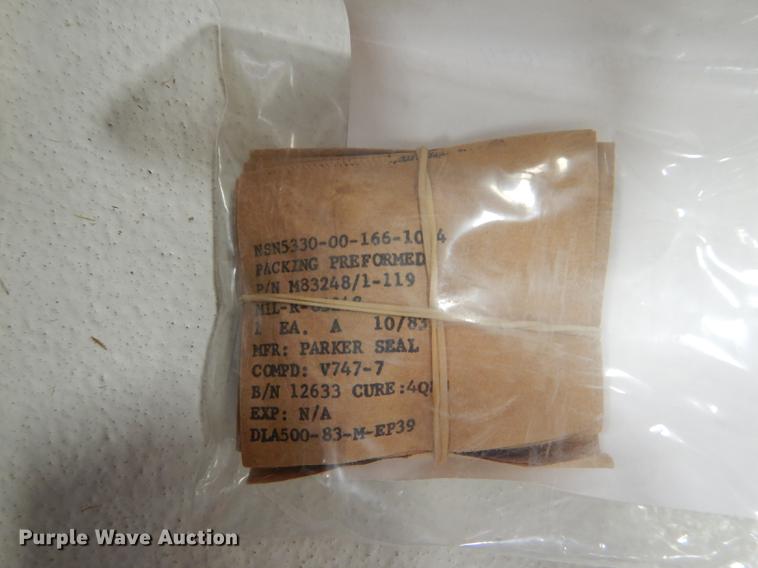 NSN5330-00-166-10 4
PACKING PREFORMED
P/N M83248/1-119
1 EA. A 10/83
MFR: PARKER SEAL
COMPD: V747-7
B/N 12633 CURE:4Q
EXP: N/A
DLA500-83-M-EP39
Purple Wave Auction